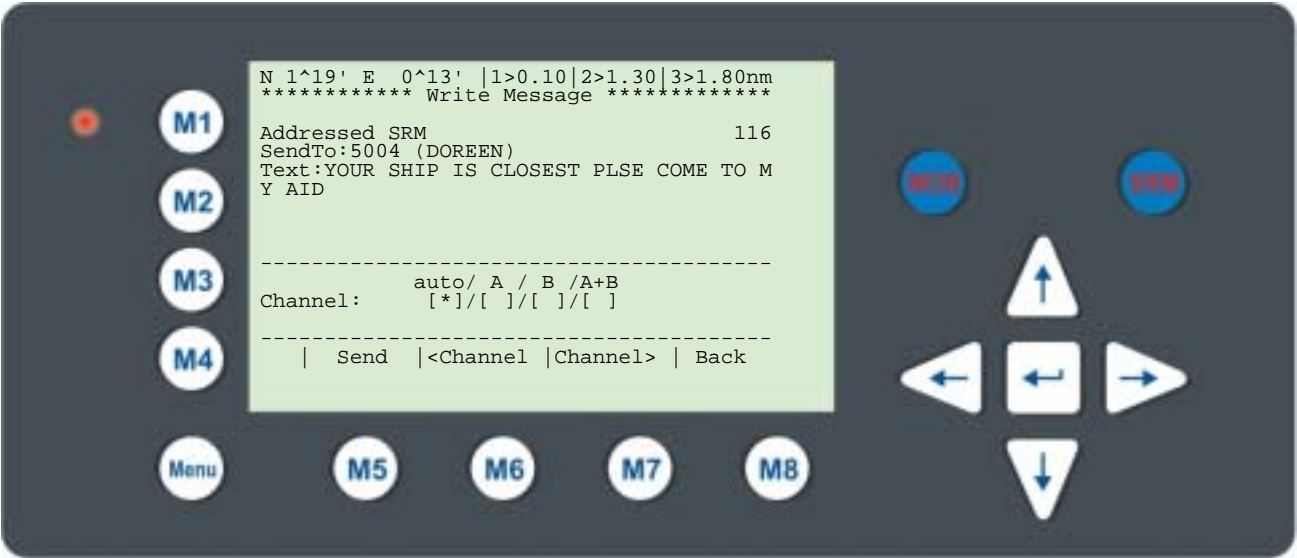 N 1^19' E 0^13' |1>0.10|2>1.30|3>1.80nm
************ Write Message *************
Addressed SRM 116
SendTo:5004 (DOREEN)
Text:YOUR SHIP IS CLOSEST PLSE COME TO M
Y AID
----------------------------------------
auto/ A / B /A+B
Channel: [*]/[ ]/[ ]/[ ]
----------------------------------------
| Send |<Channel |Channel> | Back
M1
M2
M3
M4
Menu
M5
M6
M7
M8
SRM